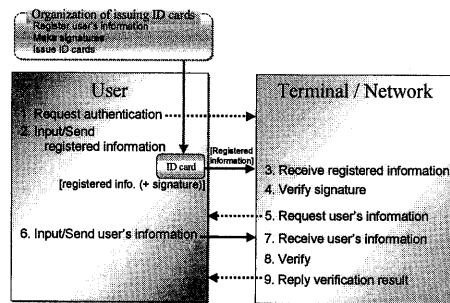 Organization of issuing ID cards
Register user's information
Make signatures
Issue ID cards
User
1. Request authentication
2. Input/Send
registered information
ID card
[registered info. (+ signature)]
6. Input/Send user's information
[Registered
information]
Terminal / Network
3. Receive registered information
4. Verify signature
5. Request user's information
7. Receive user's information
8. Verify
9. Reply verification result